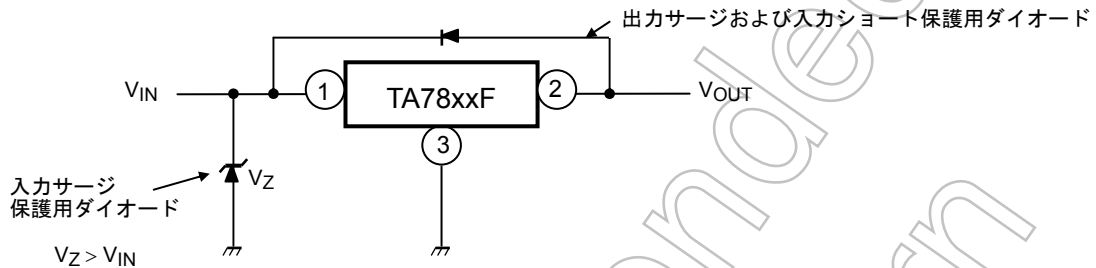 出力サージおよび入力ショート保護用ダイオード
VIN
1
TA78xxF
2
VOUT
3
入力サージ
保護用ダイオード
VZ
VZ > VIN